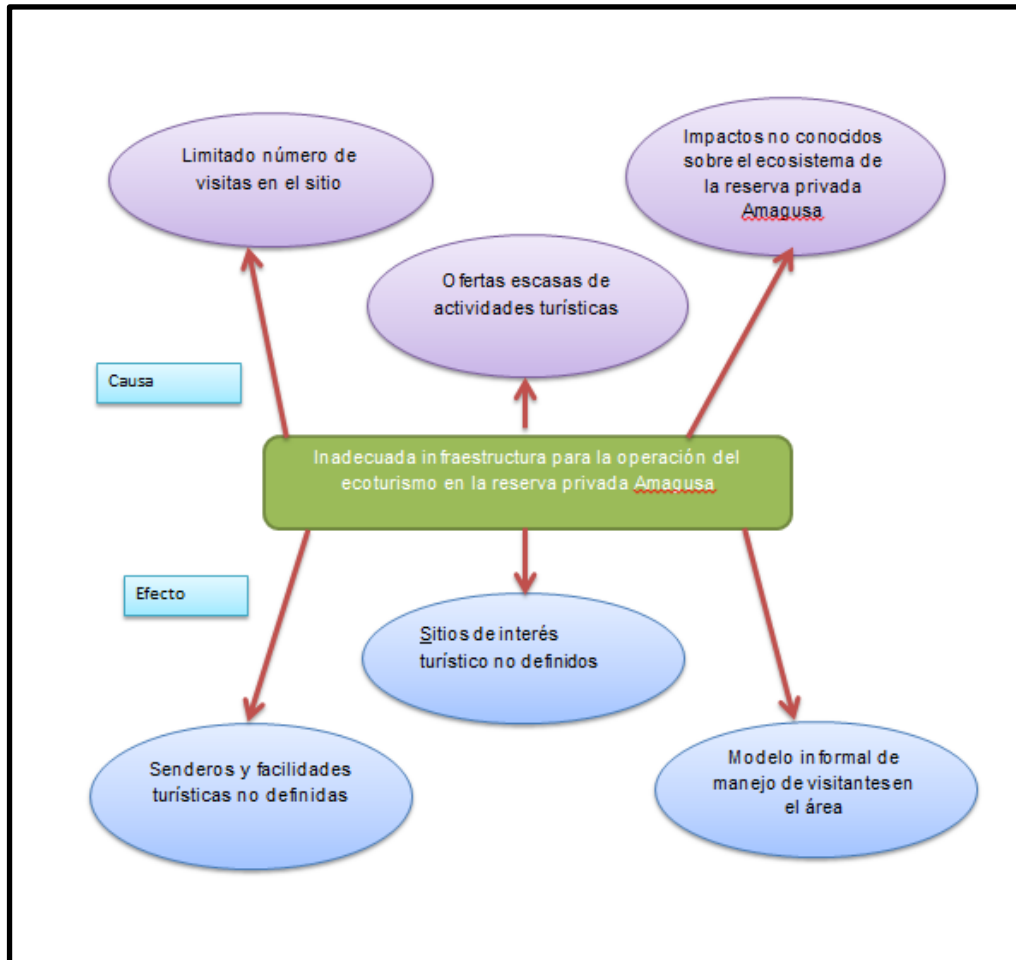 Limitado número de
visitas en el sitio
Impactos no conocidos
sobre el ecosistema de
la reserva privada
Amagusa
Ofertas escasas de
actividades turísticas
Causa
Inadecuada infraestructura para la operación del
ecoturismo en la reserva privada Amagusa
Efecto
Sitios de interés
turístico no definidos
Senderos y facilidades
turísticas no definidas
Modelo informal de
manejo de visitantes en
el área